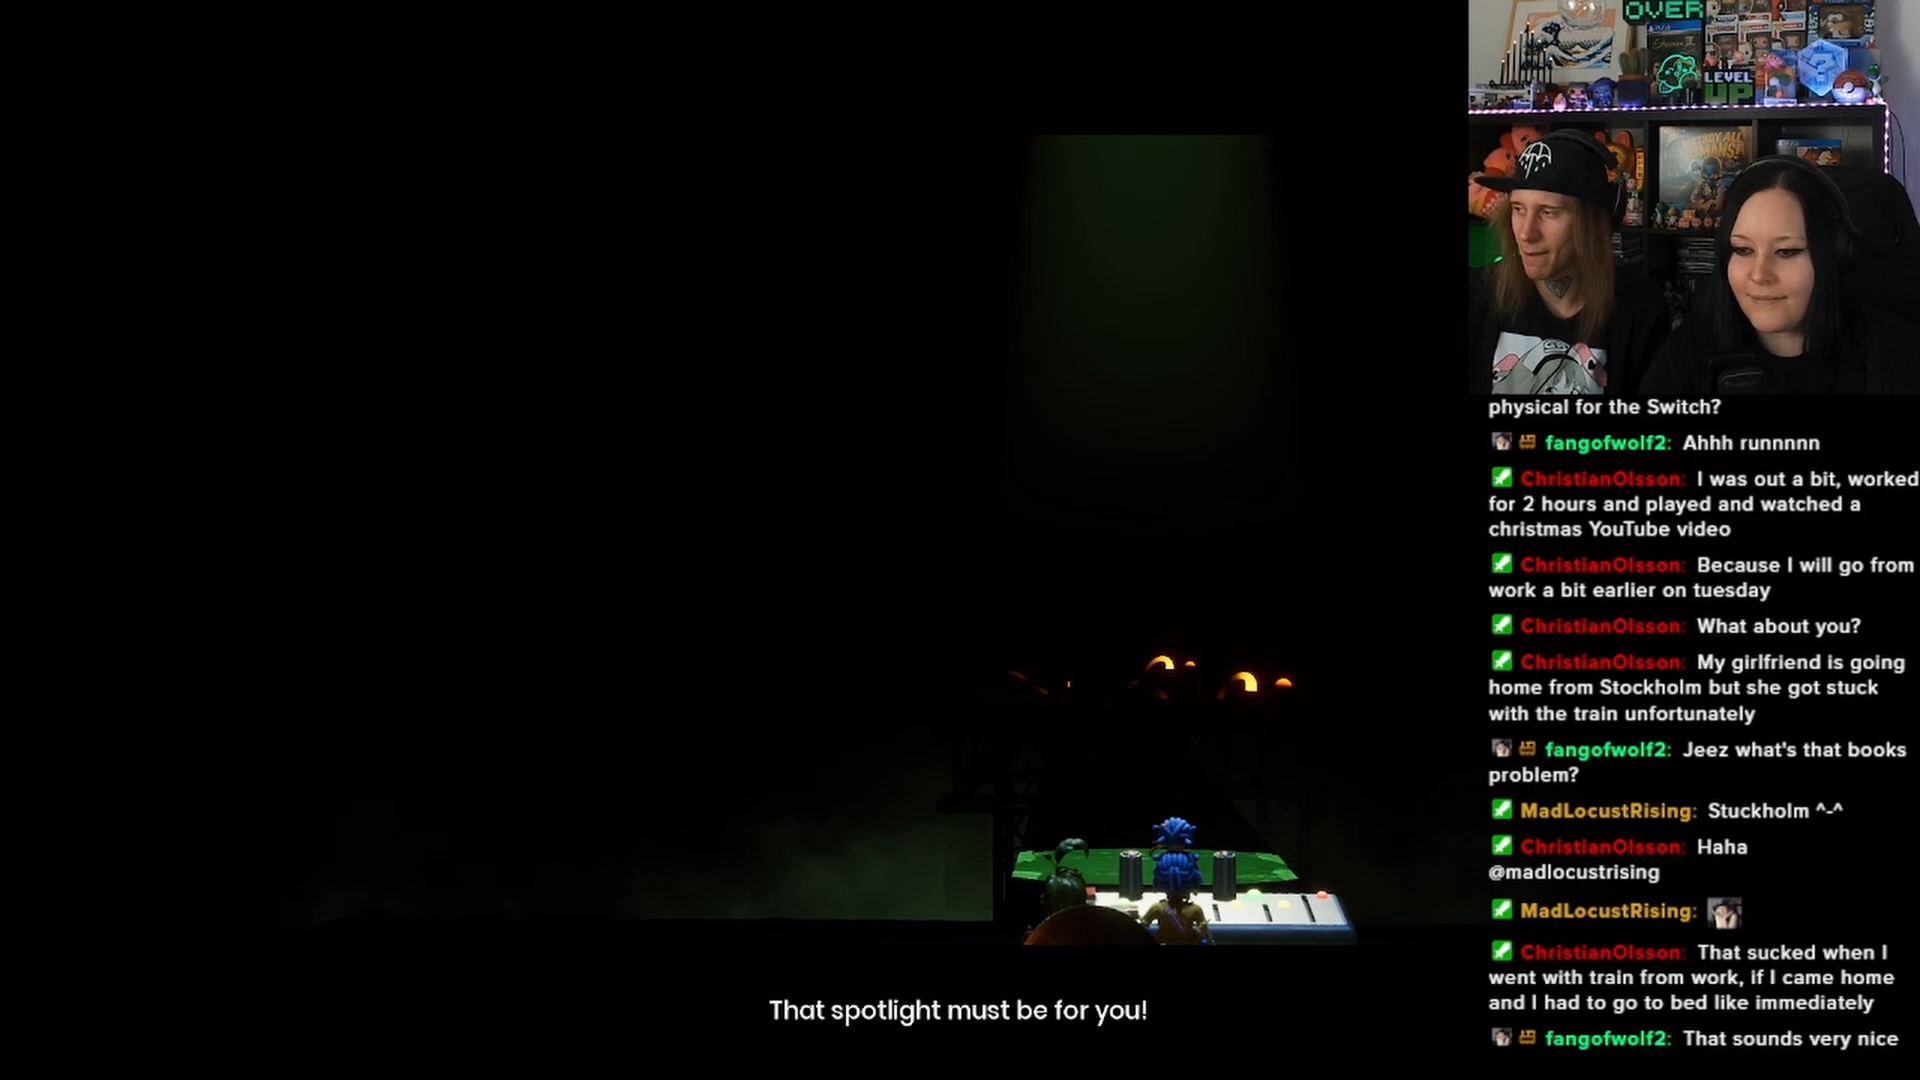 OVER
LEVEL
UP
physical for the Switch?
fangofwolf2: Ahhh runnnnn
ChristianOlsson: I was out a bit, worked
for 2 hours and played and watched a
christmas YouTube video
ChristianOlsson: Because I will go from
work a bit earlier on tuesday
ChristianOlsson: What about you?
ChristianOlsson: My girlfriend is going
home from Stockholm but she got stuck
with the train unfortunately
fangofwolf2: Jeez what's that books
problem?
MadLocustRising: Stuckholm ^-^
ChristianOlsson: Haha
@madlocustrising
MadLocustRising:
ChristianOlsson: That sucked when I
went with train from work, if I came home
and I had to go to bed like immediately
fangofwolf2: That sounds very nice
That spotlight must be for you!